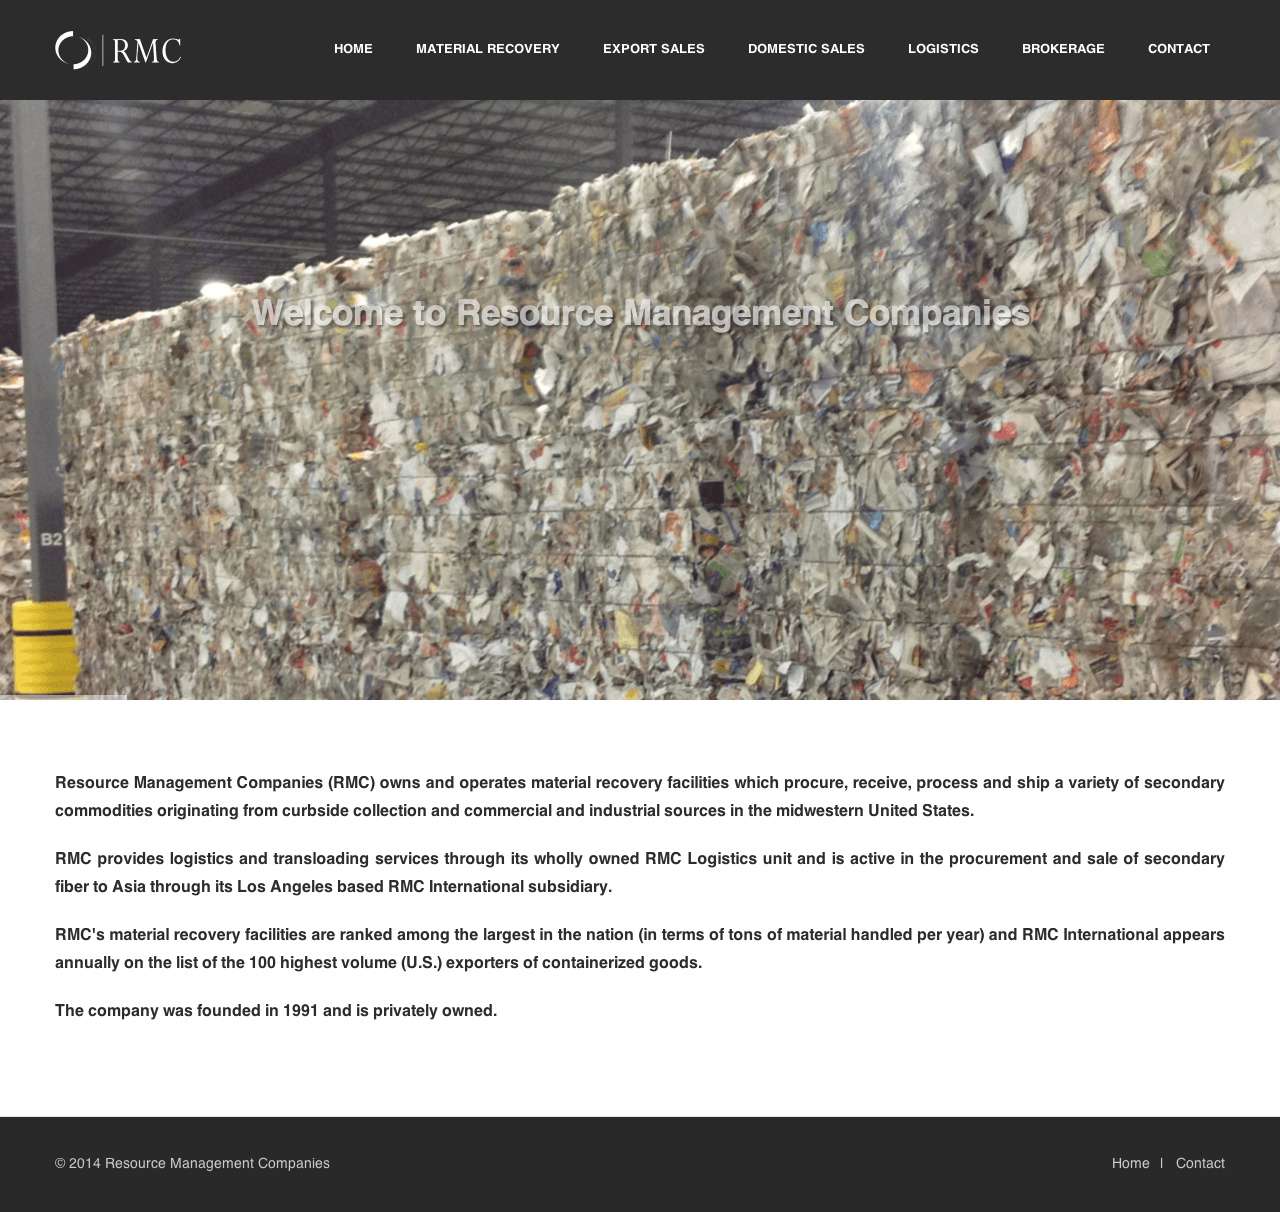 RMC
HOME MATERIAL RECOVERY EXPORT SALES DOMESTIC SALES LOGISTICS BROKERAGE CONTACT
Welcome to Resource Management Companies
B2
Resource Management Companies (RMC) owns and operates material recovery facilities which procure, receive, process and ship a variety of secondary
commodities originating from curbside collection and commercial and industrial sources in the midwestern United States.
RMC provides logistics and transloading services through its wholly owned RMC Logistics unit and is active in the procurement and sale of secondary
fiber to Asia through its Los Angeles based RMC International subsidiary.
RMC's material recovery facilities are ranked among the largest in the nation (in terms of tons of material handled per year) and RMC International appears
annually on the list of the 100 highest volume (U.S.) exporters of containerized goods.
The company was founded in 1991 and is privately owned.
© 2014 Resource Management Companies
Home | Contact